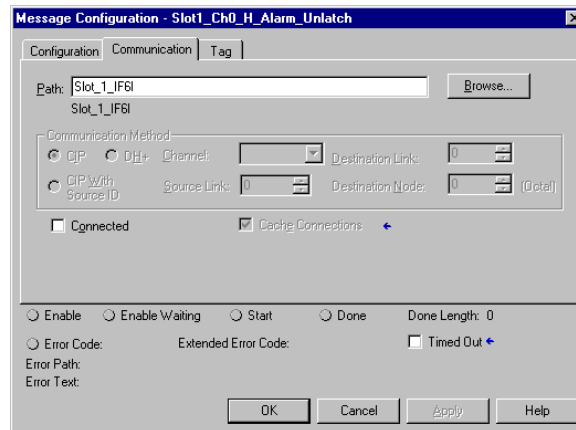 Message Configuration - Slot1_Ch0_H_Alarm_Unlatch
Configuration Communication Tag
Path: Slot_1_IF6I Browse...
Slot_1_IF6I
Communication Method
CIP DH+ Channel: Destination Link: 0
CIP With Source ID Source Link: 0 Destination Node: 0 (Octal)
Connected Cache Connections ←
Enable Enable Waiting Start Done Done Length: 0
Error Code: Extended Error Code: Timed Out ←
Error Path:
Error Text:
OK Cancel Apply Help